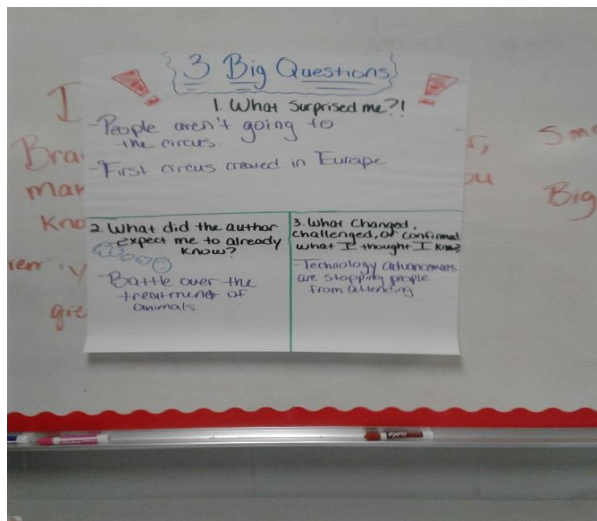 3 Big Questions
1. What surprised me?!
-People aren't going to
the circus.
-First circus created in Europe
2. What did the author
expect me to already
know?
-Battle over the
treatment of
animals
3. What Changed,
challenged, or confirmed
what I thought I knew?
-Technology advancements
are stopping people
from attending
I
Big
EXPO